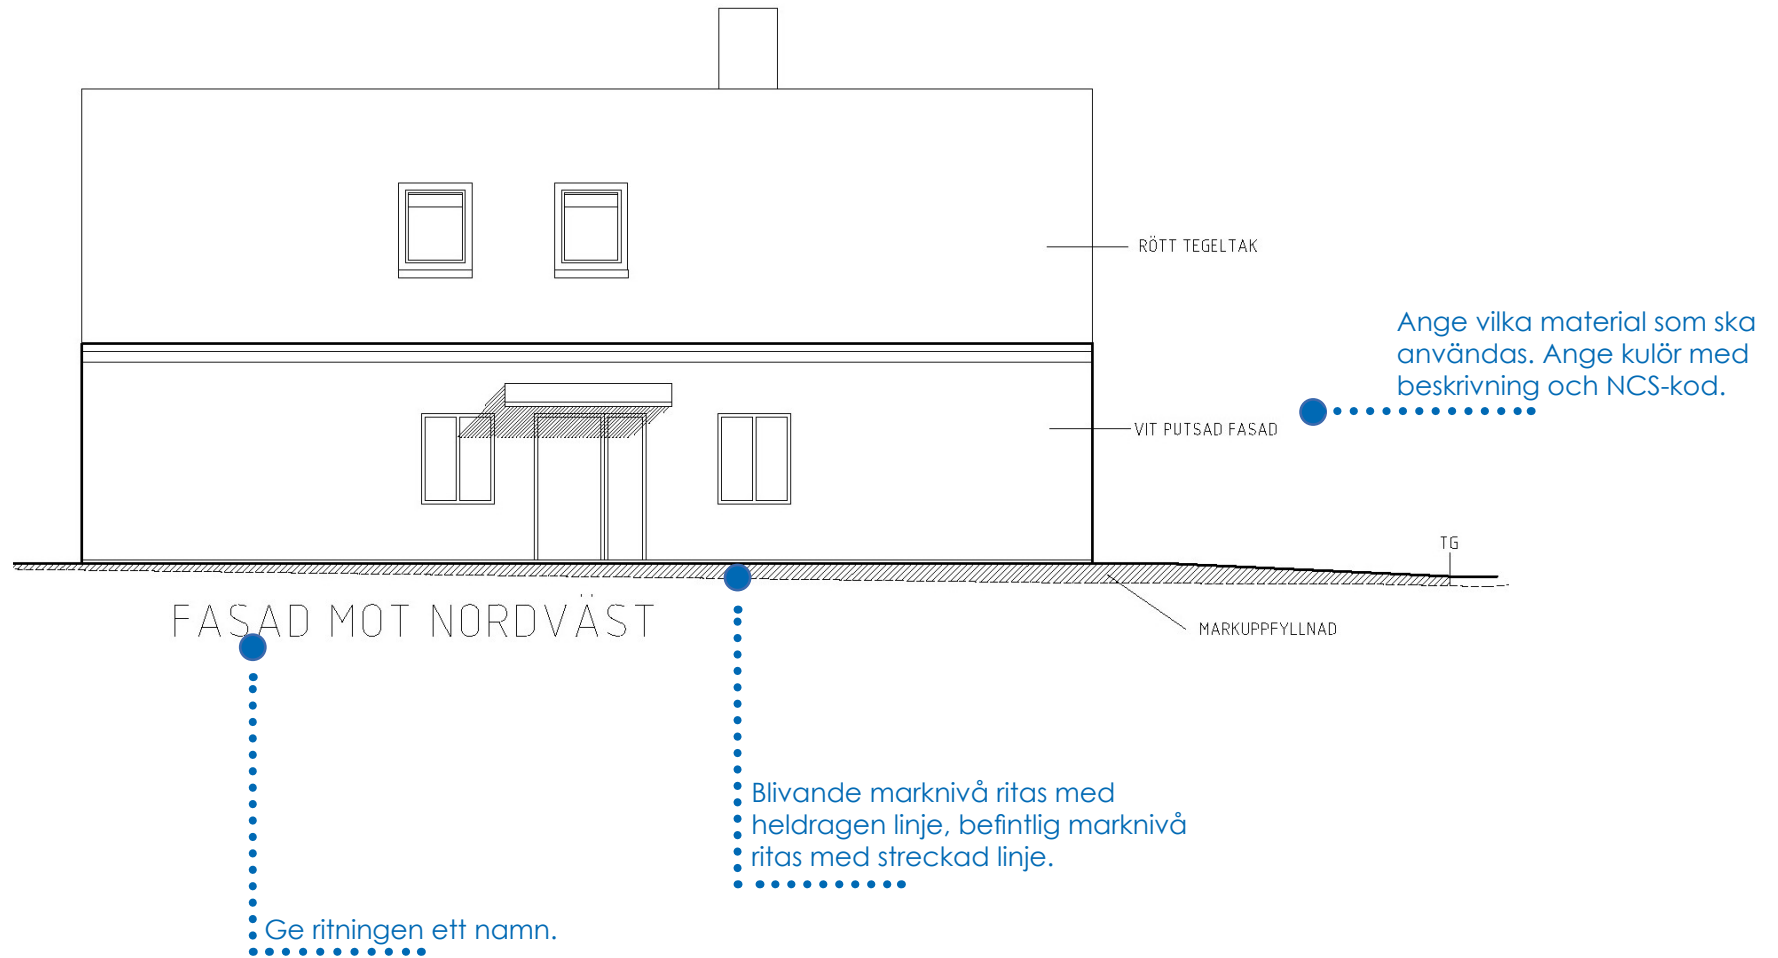 RÖTT TEGELTAK
Ange vilka material som ska
användas. Ange kulör med
beskrivning och NCS-kod.
VIT PUTSAD FASAD
TG
FASAD MOT NORDVÄST
MARKUPPFYLLNAD
Blivande marknivå ritas med
heldragen linje, befintlig marknivå
ritas med streckad linje.
Ge ritningen ett namn.